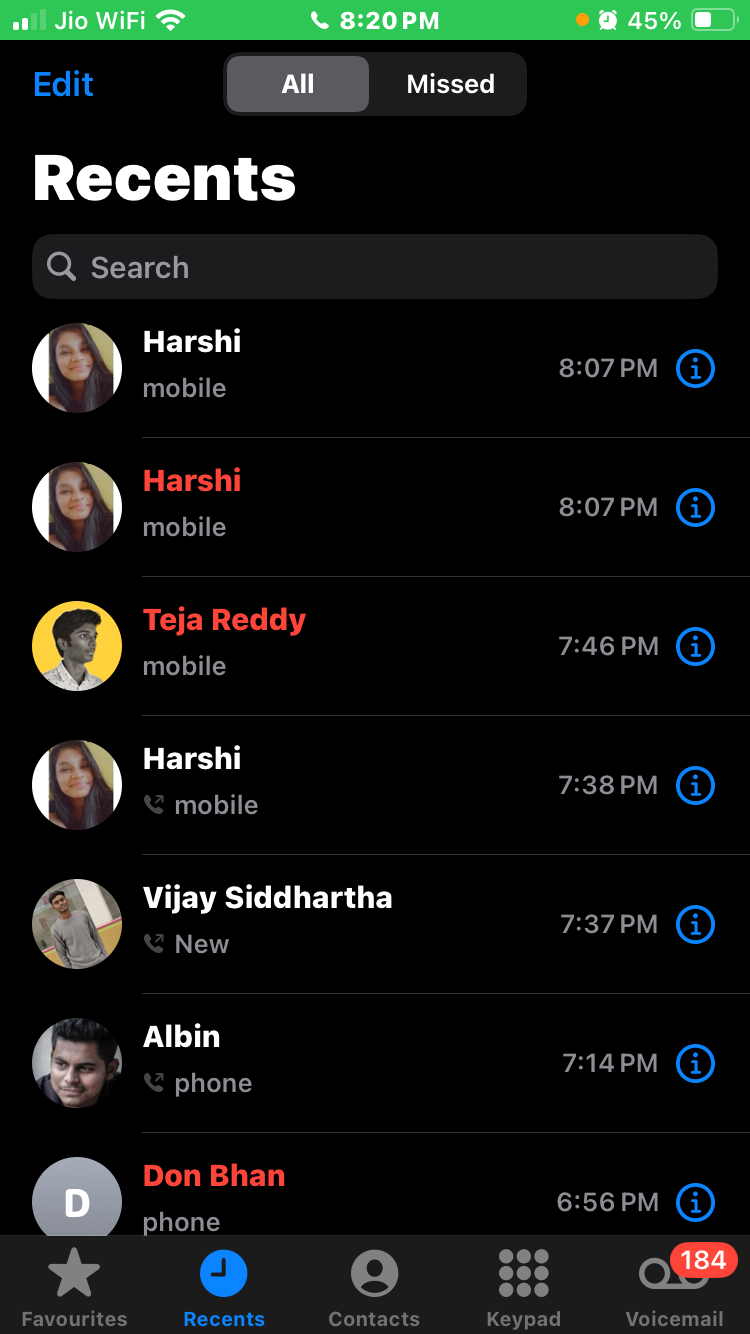 Jio WiFi 8:20 PM 45%
Edit All Missed
Recents
Search
Harshi
mobile
8:07 PM
Harshi
mobile
8:07 PM
Teja Reddy
mobile
7:46 PM
Harshi
mobile
7:38 PM
Vijay Siddhartha
New
7:37 PM
Albin
phone
7:14 PM
D
Don Bhan
phone
6:56 PM
184
Favourites Recents Contacts Keypad Voicemail